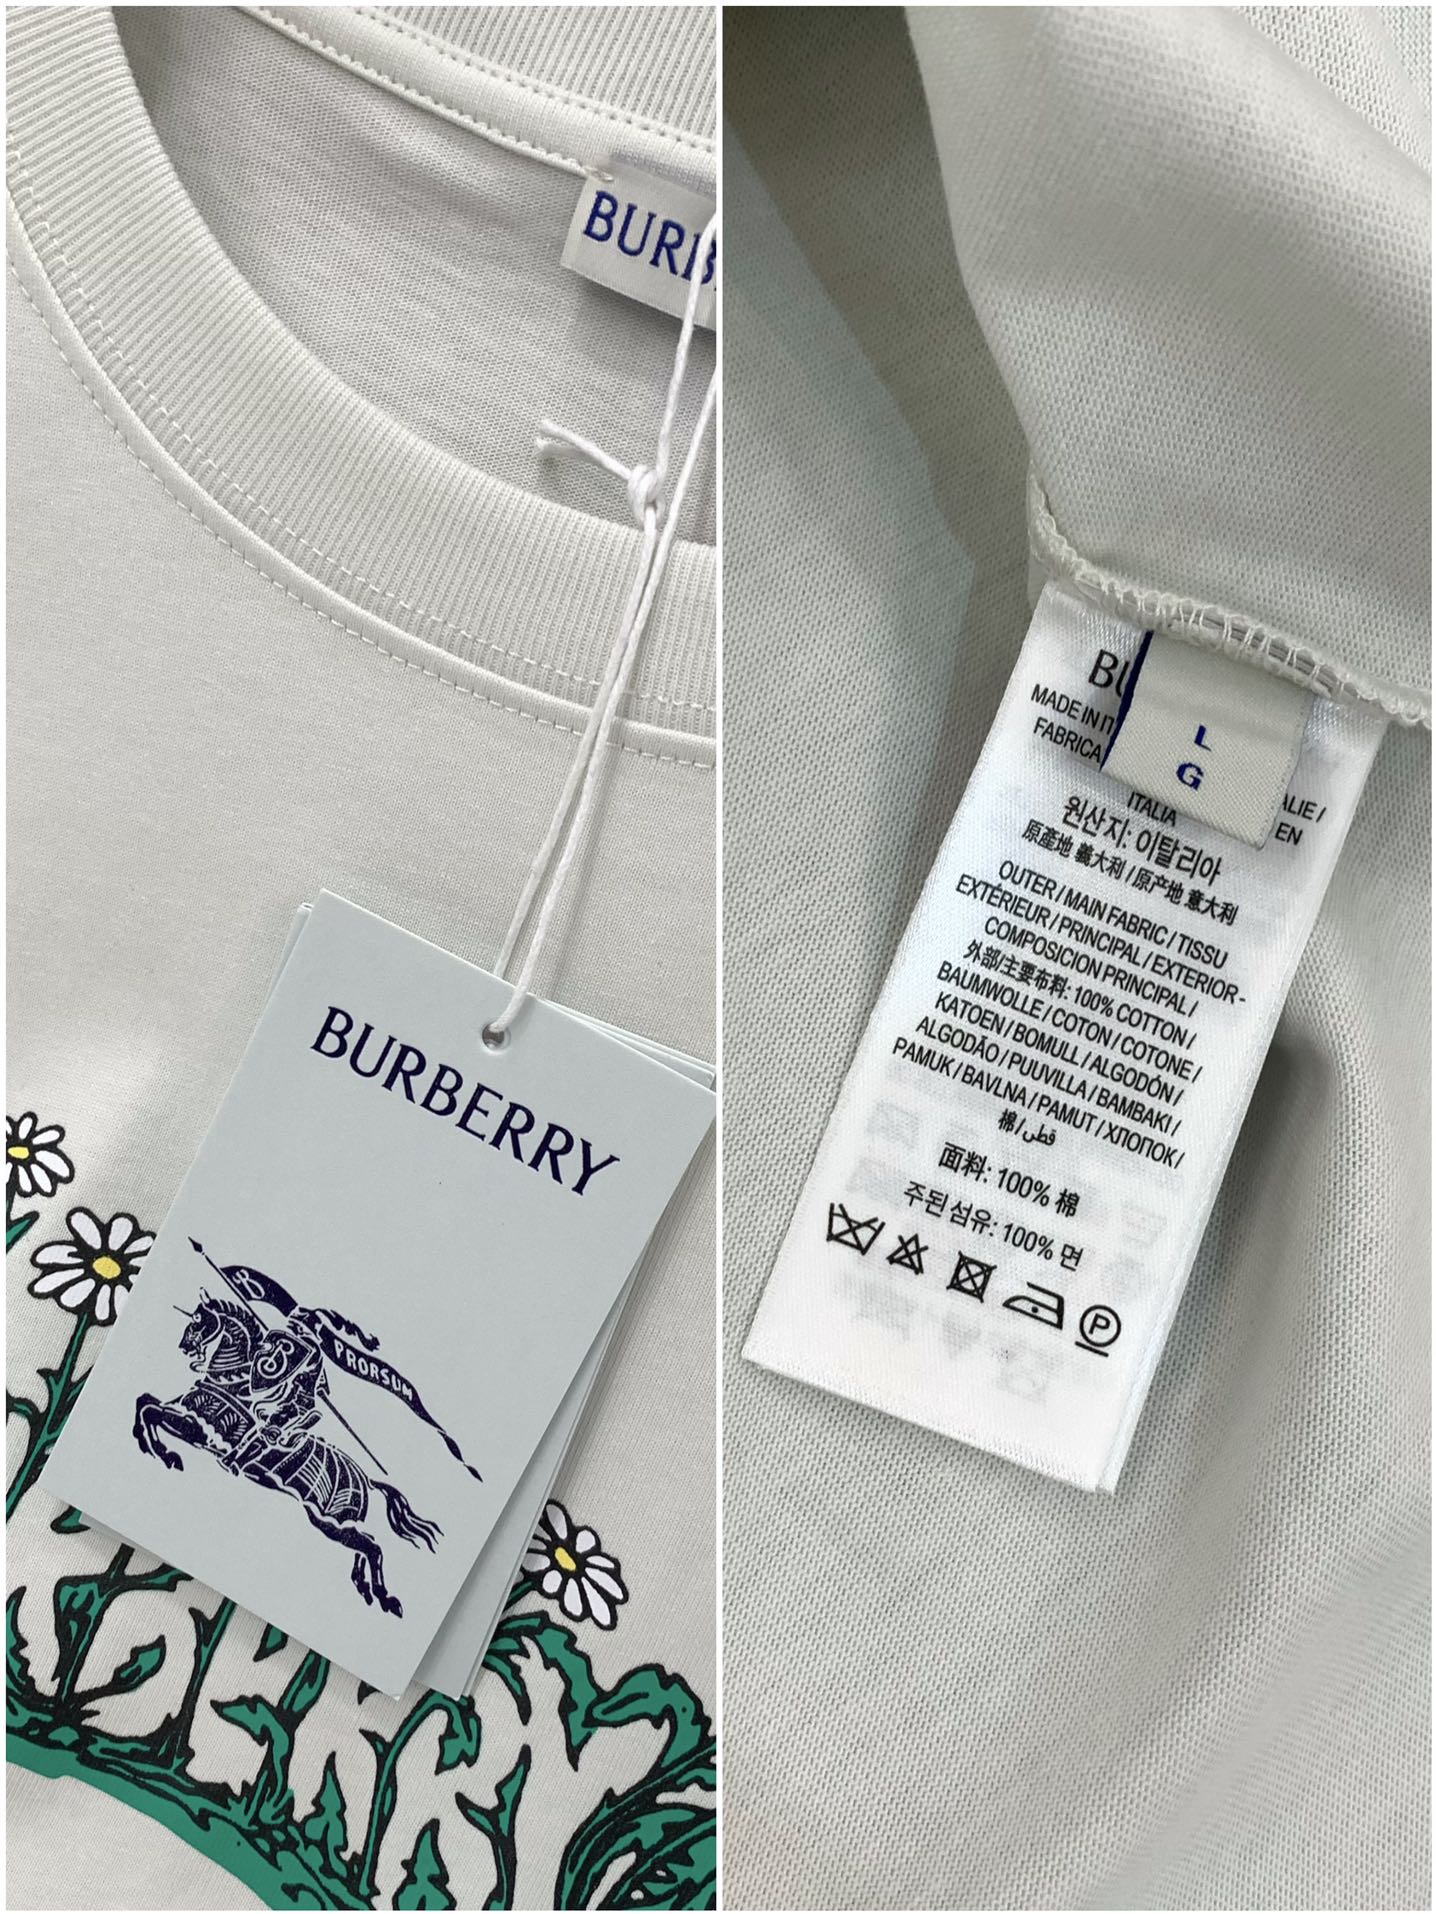 BURB
BURBERRY
PRORSUM
BU
MADE IN IT
FABRICA
L
G
ITALIA
ALIE /
EN
원산지: 이탈리아
原產地 義大利 / 原产地 意大利
OUTER / MAIN FABRIC / TISSU
EXTÉRIEUR / PRINCIPAL / EXTERIOR -
COMPOSICION PRINCIPAL /
外部/主要布料: 100% COTTON /
BAUMWOLLE / COTON / COTONE /
KATOEN / BOMULL / ALGODÓN /
ALGODÃO / PUUVILLA / BAMBAKI /
PAMUK / BAVLNA / PAMUT / ХЛОПОК /
棉 / قطن
面料: 100% 棉
주된 섬유: 100% 면
P